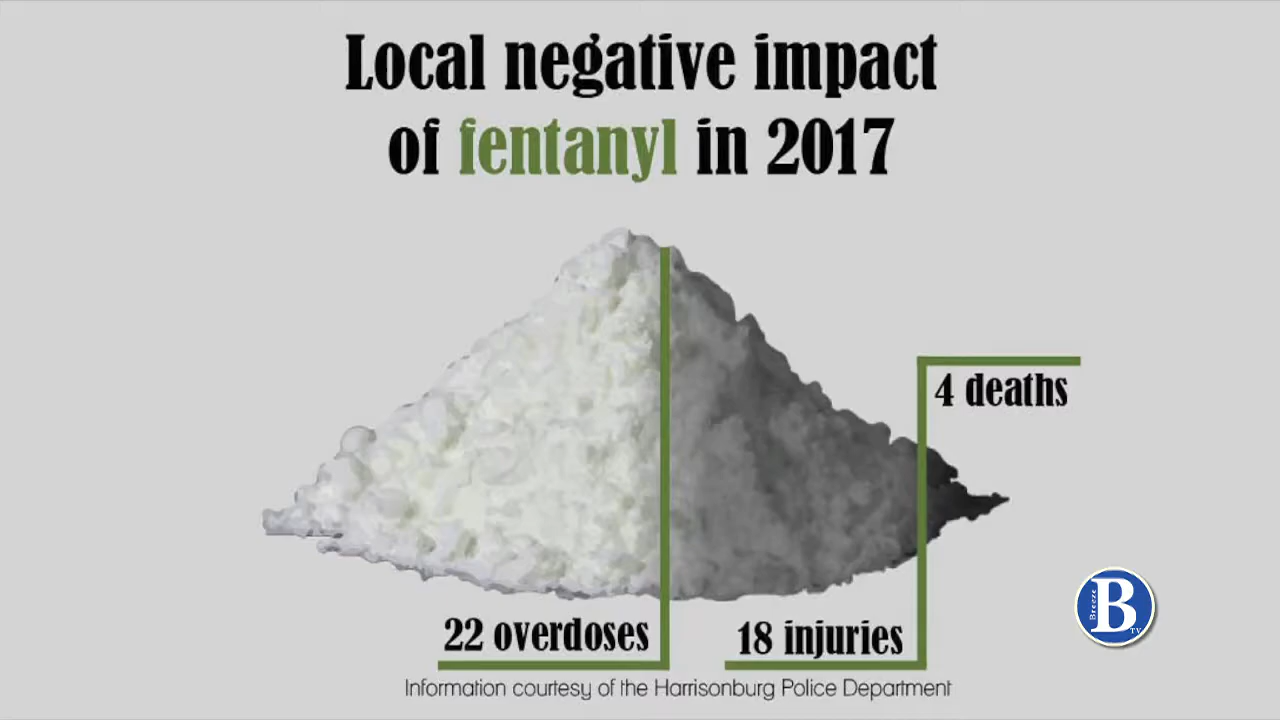 Local negative impact
of fentanyl in 2017
4 deaths
22 overdoses
18 injuries
Information courtesy of the Harrisonburg Police Department
Breeze
B
TV